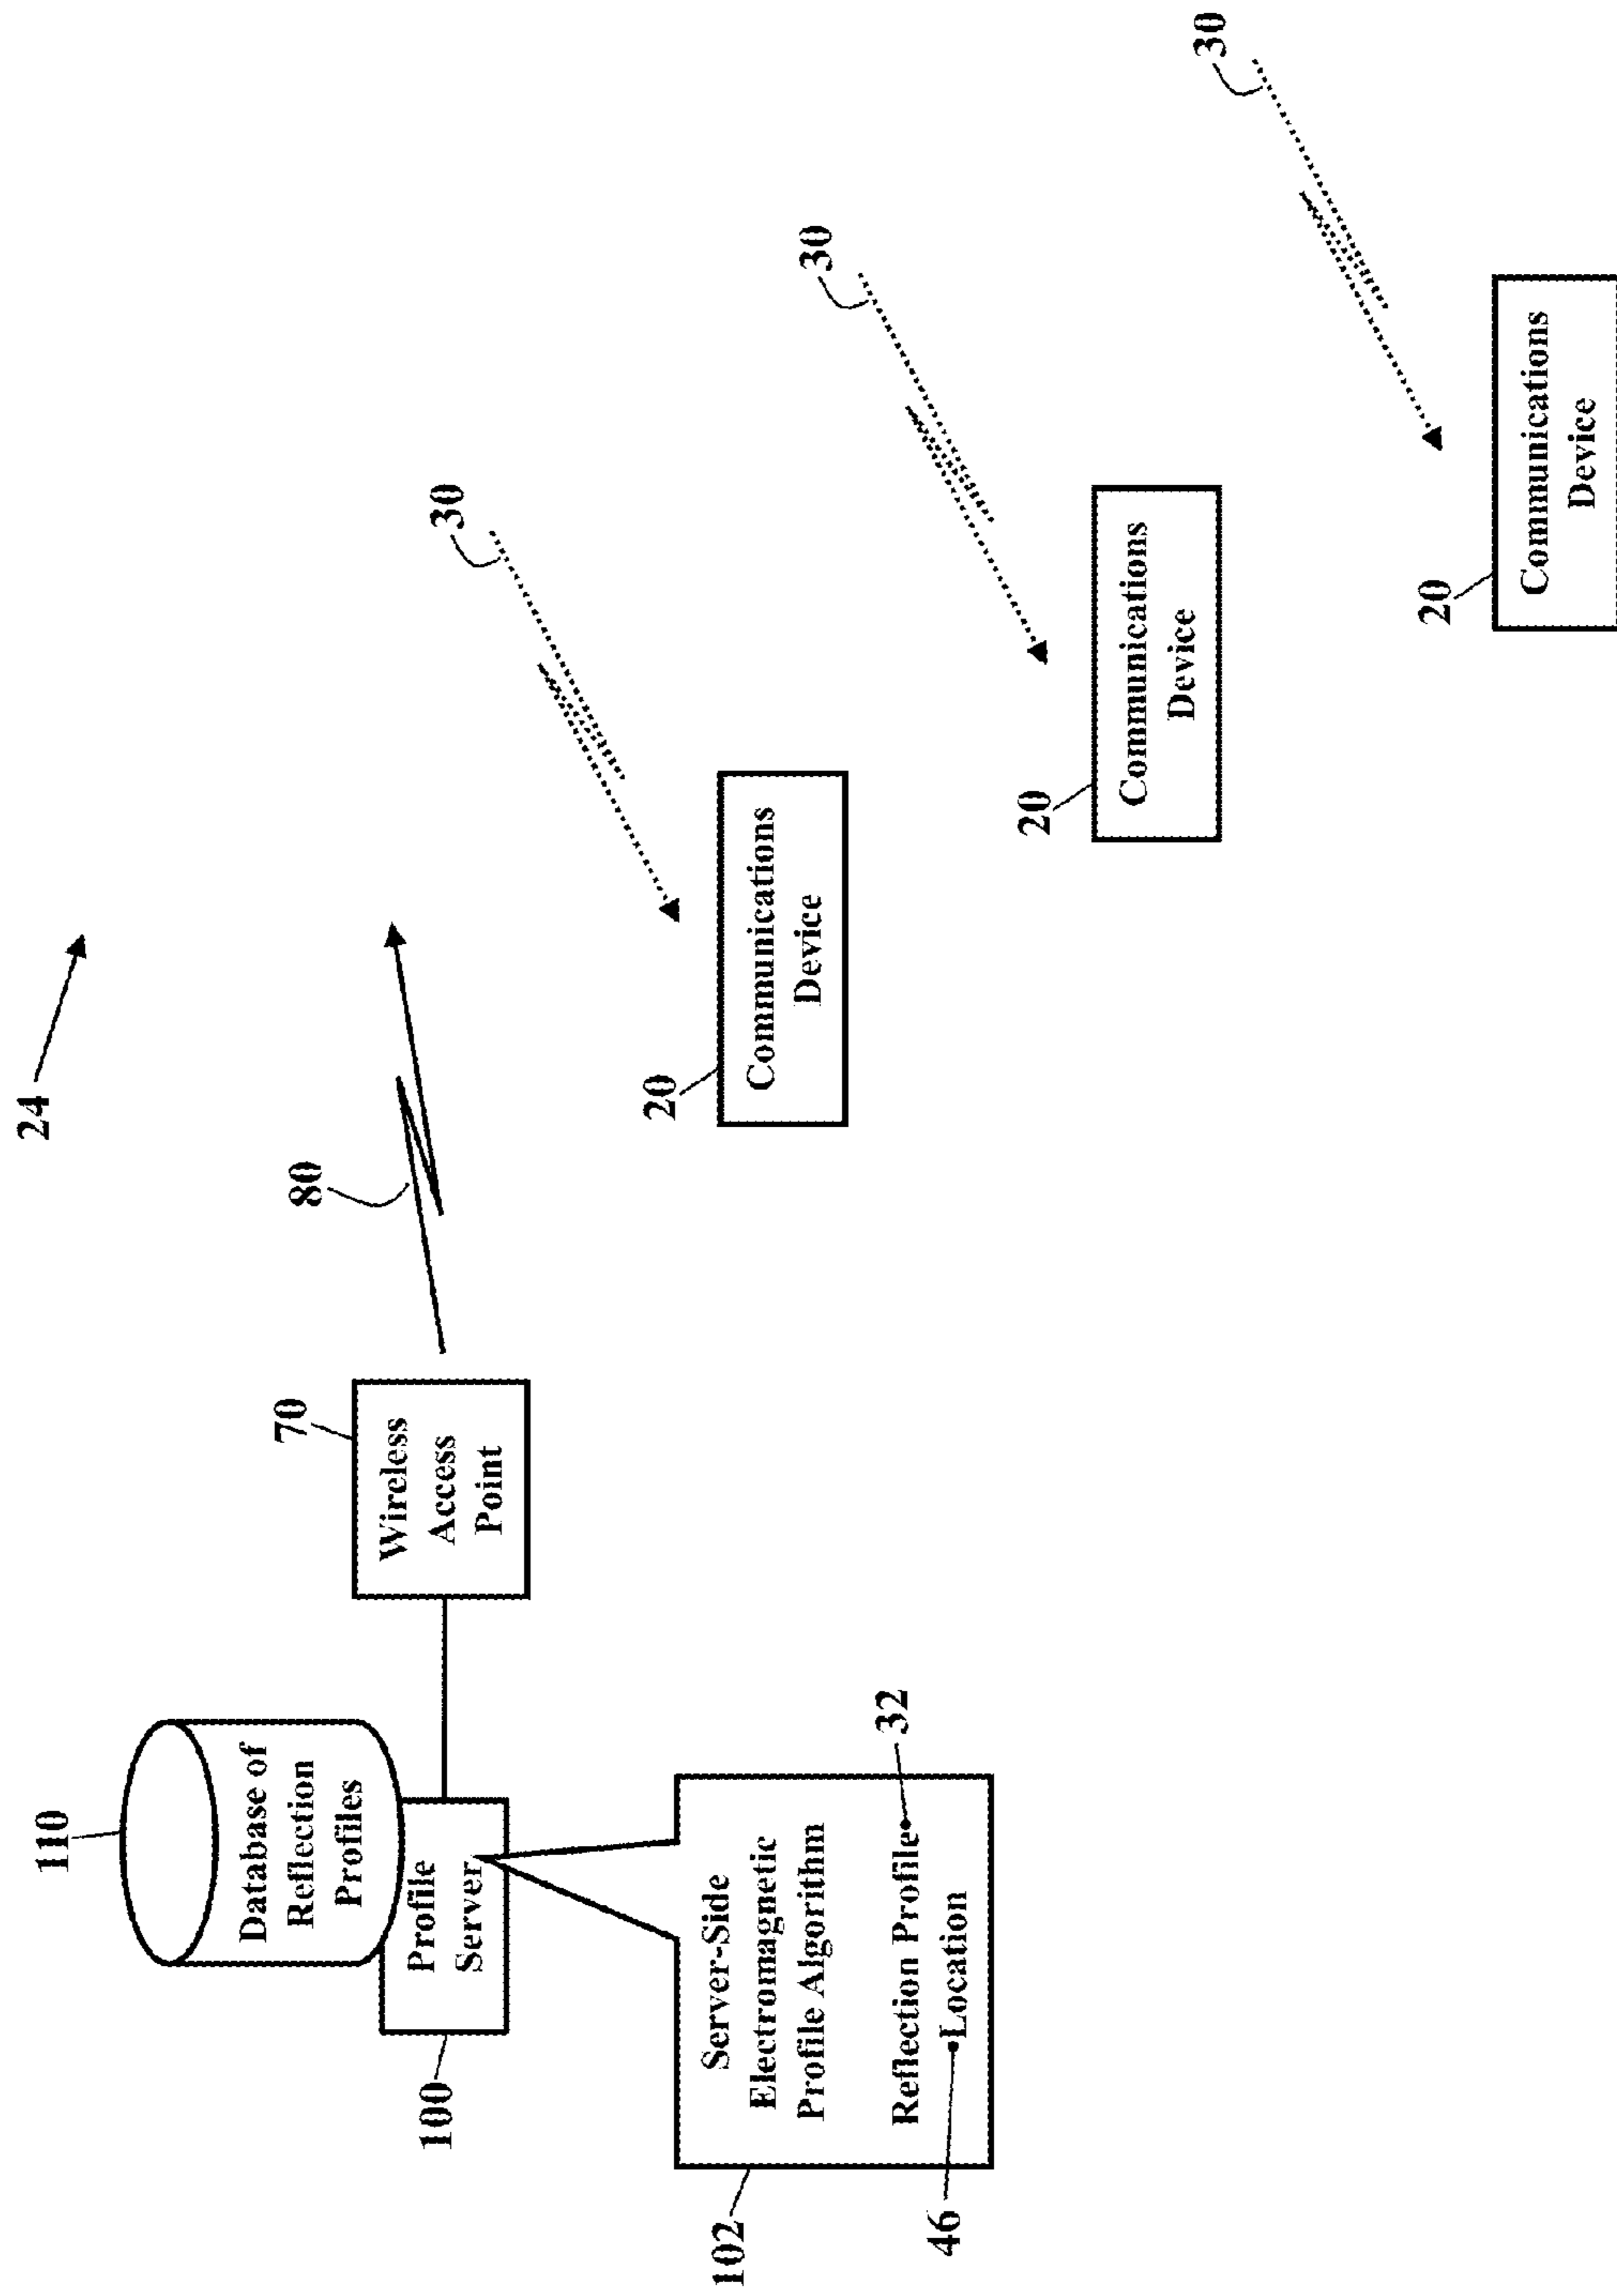 24
110
Database of
Reflection
Profiles
100
Profile
Server
70
Wireless
Access
Point
80
102
Server-Side
Electromagnetic
Profile Algorithm
Reflection Profile
32
46
Location
30
20
Communications
Device
30
20
Communications
Device
30
20
Communications
Device